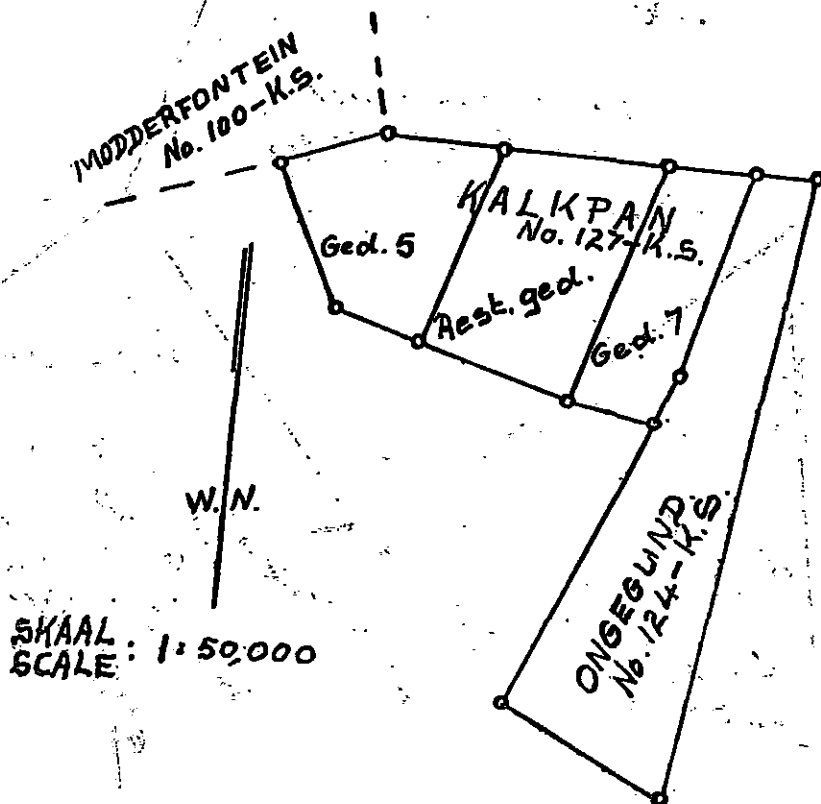 MODDERFONTEIN
No. 100-K.S.
KALKPAN
No. 127-K.S.
Ged. 5
Rest. ged.
Ged. 7
W.N.
ONGEGUND
No. 124-K.S.
SKAAL
SCALE : 1:50,000